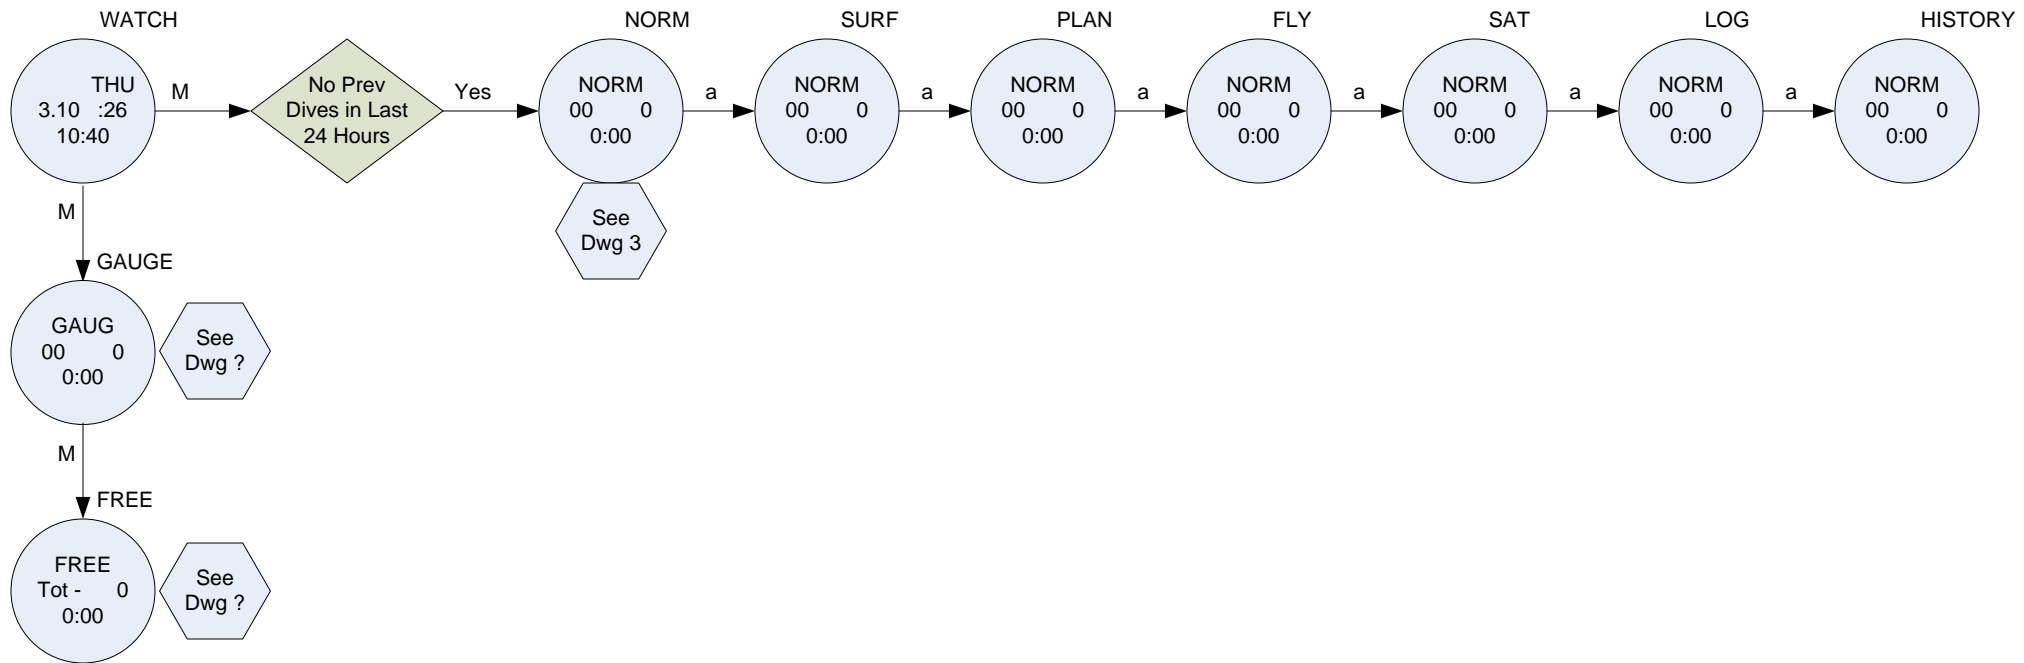 WATCH
NORM
SURF
PLAN
FLY
SAT
LOG
HISTORY
THU
3.10 :26
10:40
M
No Prev
Dives in Last
24 Hours
Yes
NORM
00 0
0:00
a
NORM
00 0
0:00
a
NORM
00 0
0:00
a
NORM
00 0
0:00
a
NORM
00 0
0:00
a
NORM
00 0
0:00
a
NORM
00 0
0:00
See
Dwg 3
M
GAUGE
GAUG
00 0
0:00
See
Dwg ?
M
FREE
FREE
Tot - 0
0:00
See
Dwg ?